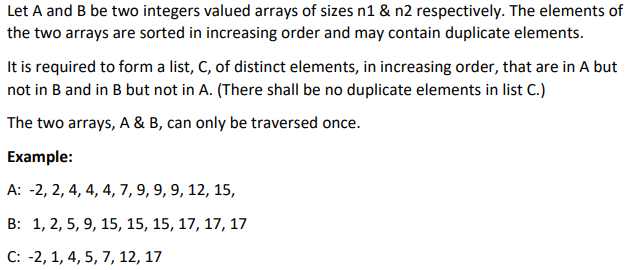 Let A and B be two integers valued arrays of sizes n1 & n2 respectively. The elements of
the two arrays are sorted in increasing order and may contain duplicate elements.
It is required to form a list, C, of distinct elements, in increasing order, that are in A but
not in B and in B but not in A. (There shall be no duplicate elements in list C.)
The two arrays, A & B, can only be traversed once.
Example:
A: -2, 2, 4, 4, 4, 7, 9, 9, 9, 12, 15,
B: 1, 2, 5, 9, 15, 15, 15, 17, 17, 17
C: -2, 1, 4, 5, 7, 12, 17